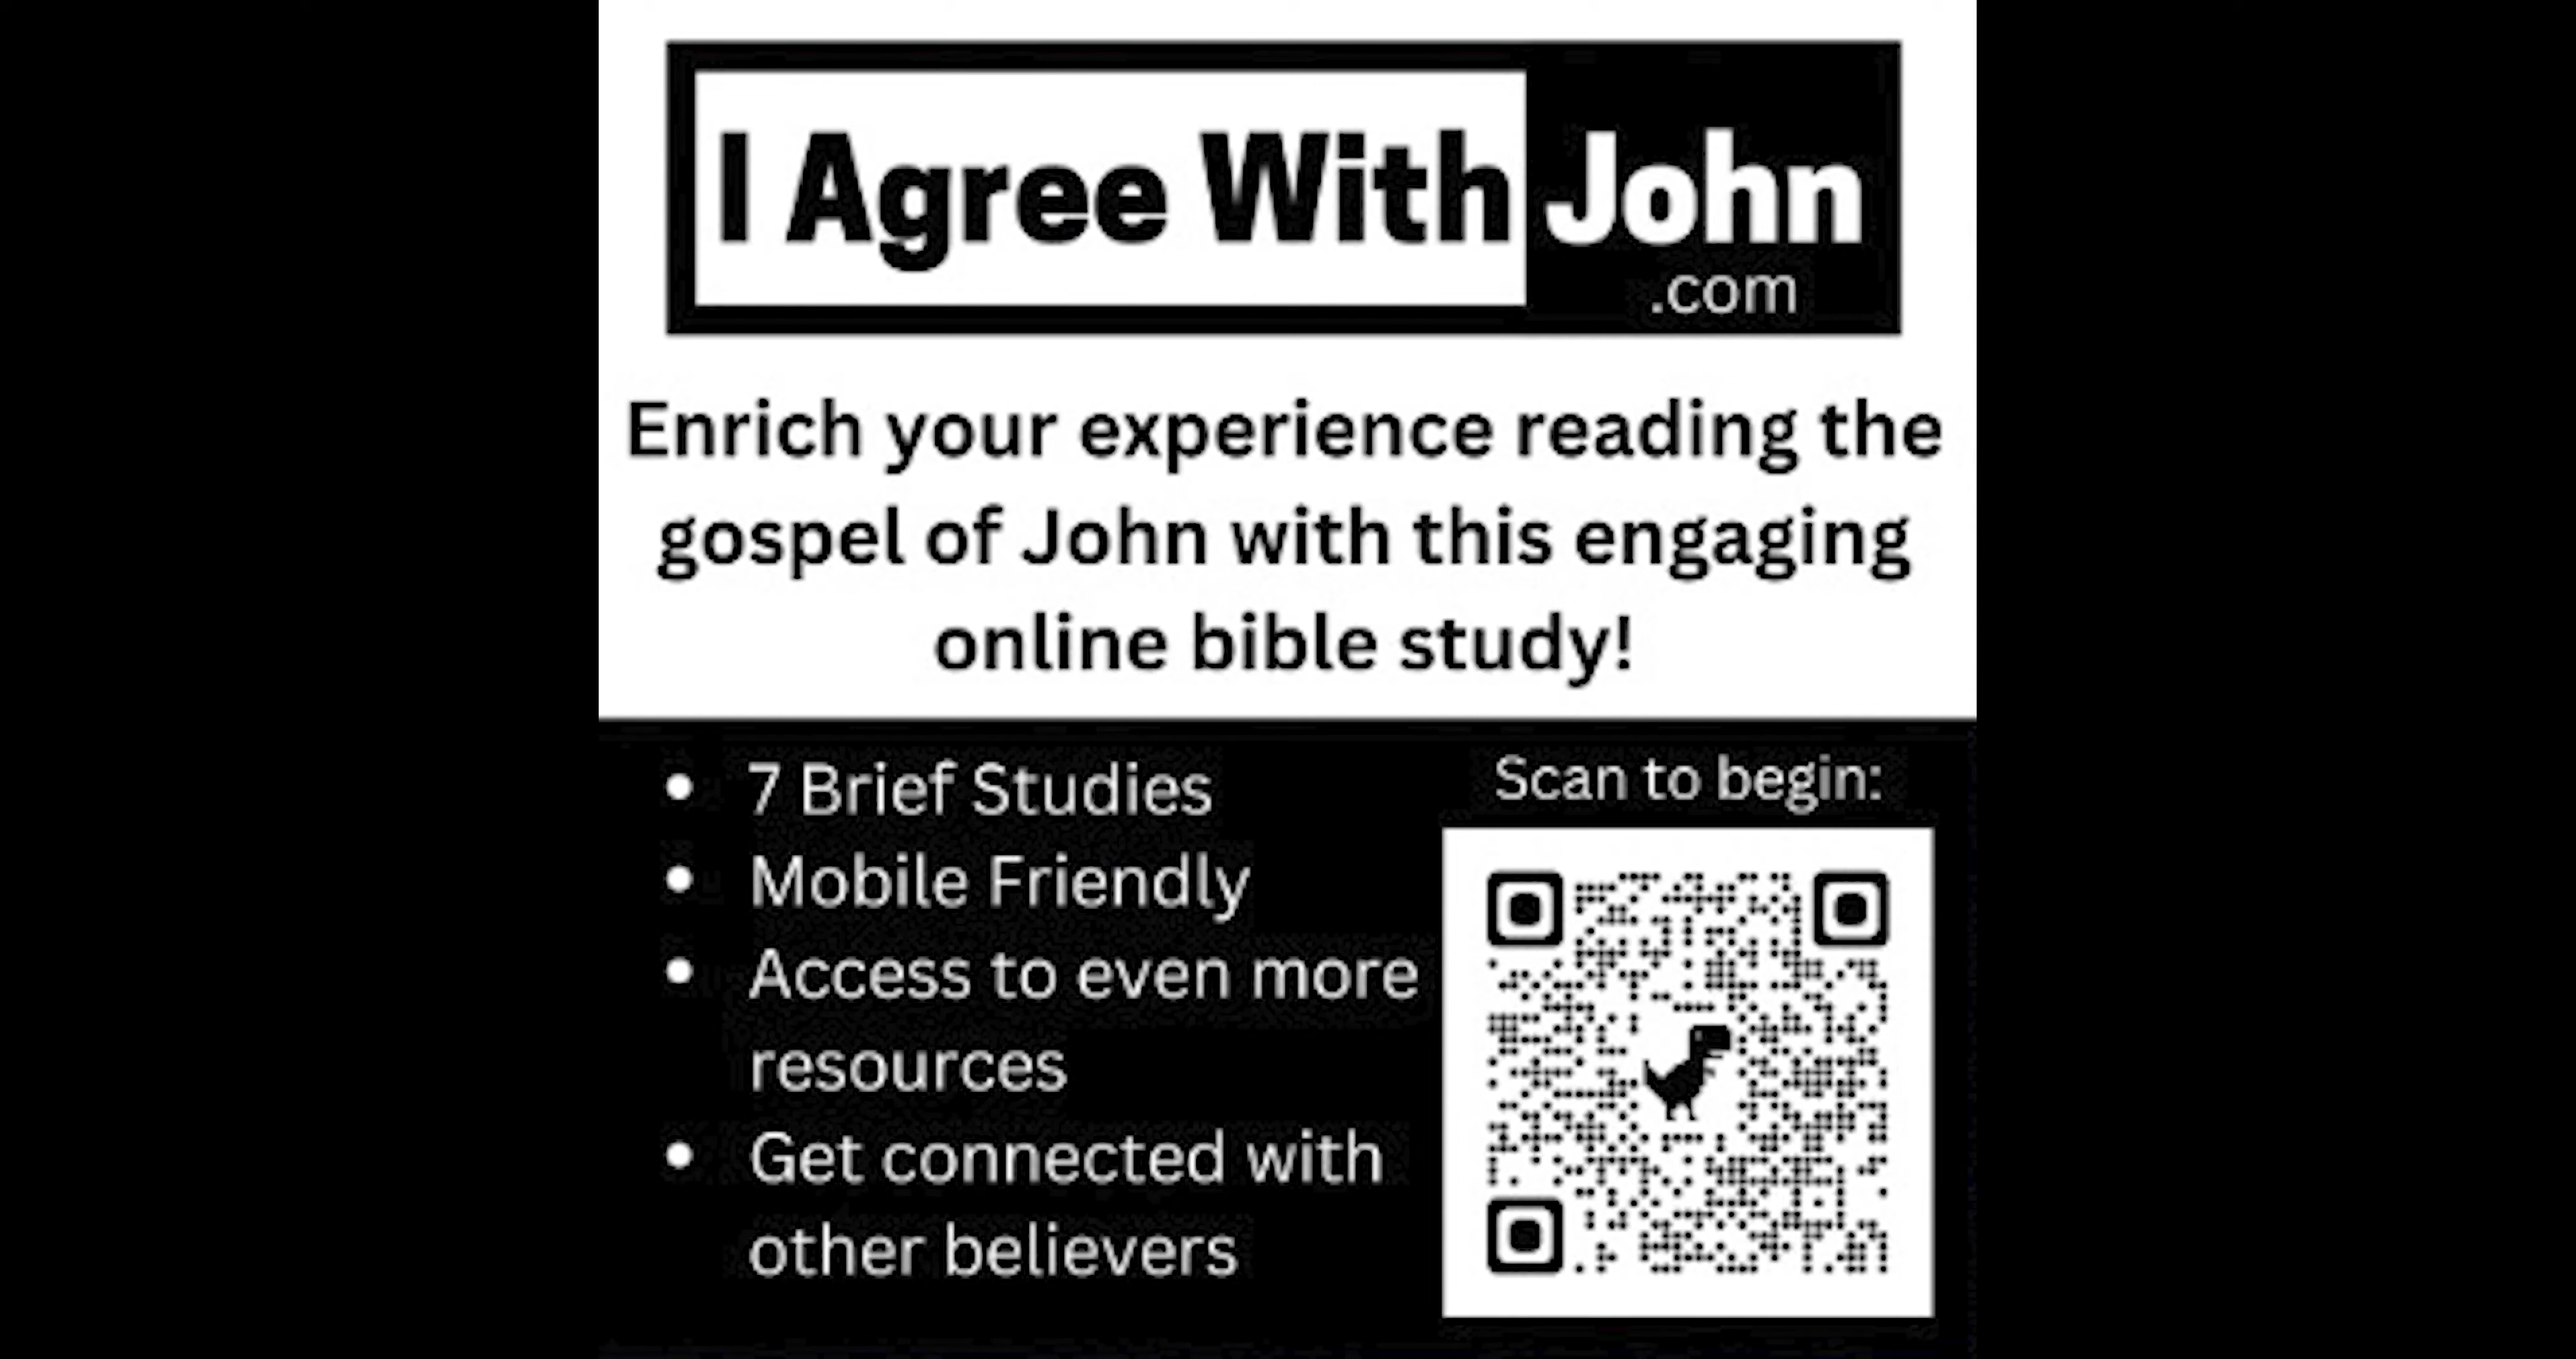 I Agree With John
.com
Enrich your experience reading the
gospel of John with this engaging
online bible study!
• 7 Brief Studies
• Mobile Friendly
• Access to even more
resources
• Get connected with
other believers
Scan to begin: